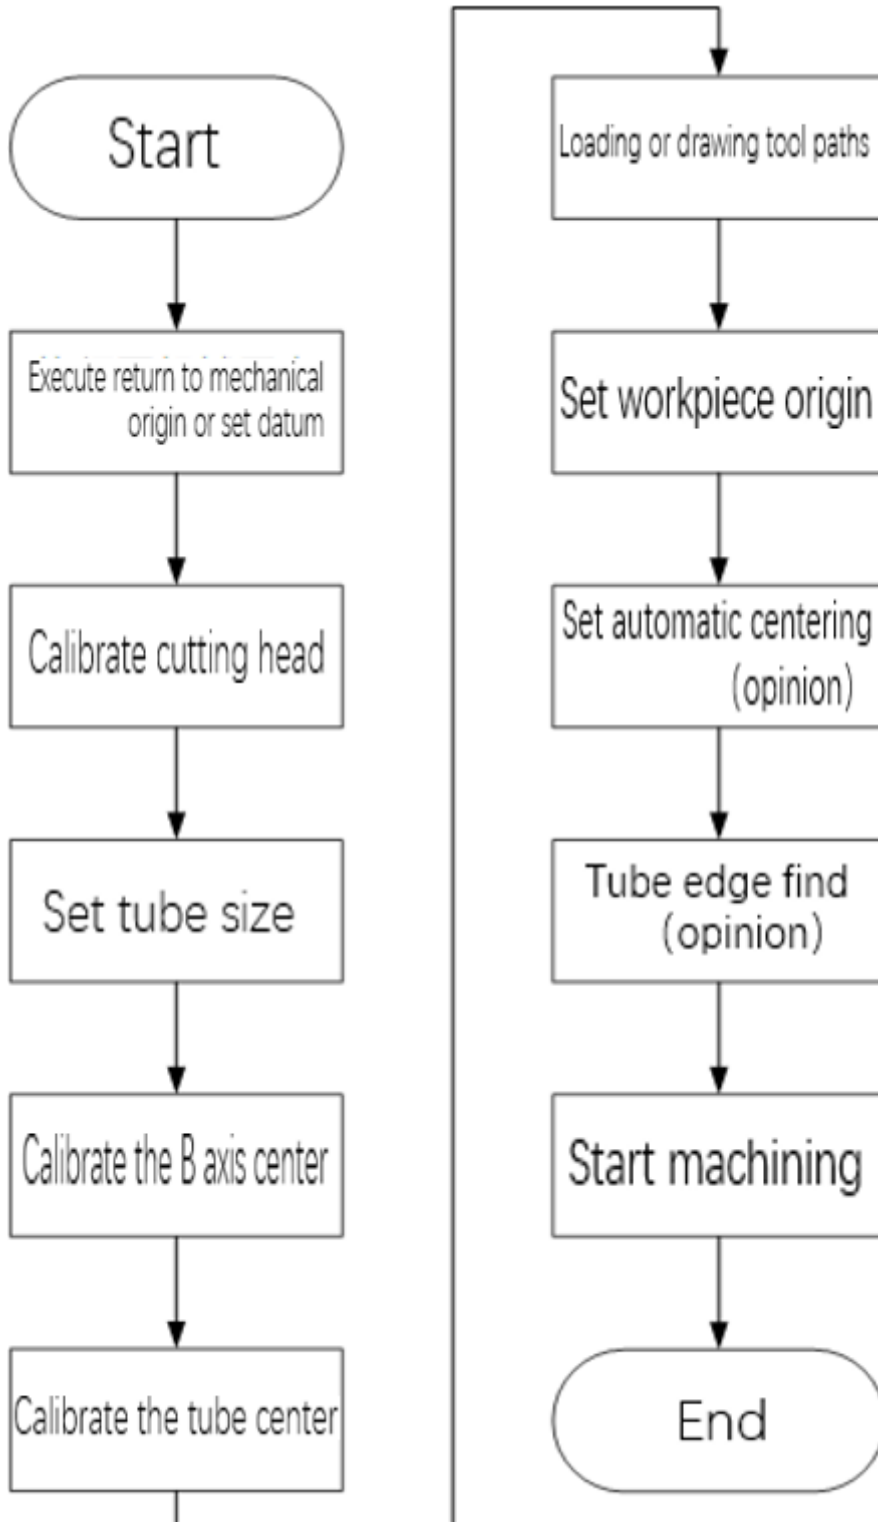 Start
Execute return to mechanical
origin or set datum
Calibrate cutting head
Set tube size
Calibrate the B axis center
Calibrate the tube center
Loading or drawing tool paths
Set workpiece origin
Set automatic centering
(opinion)
Tube edge find
(opinion)
Start machining
End